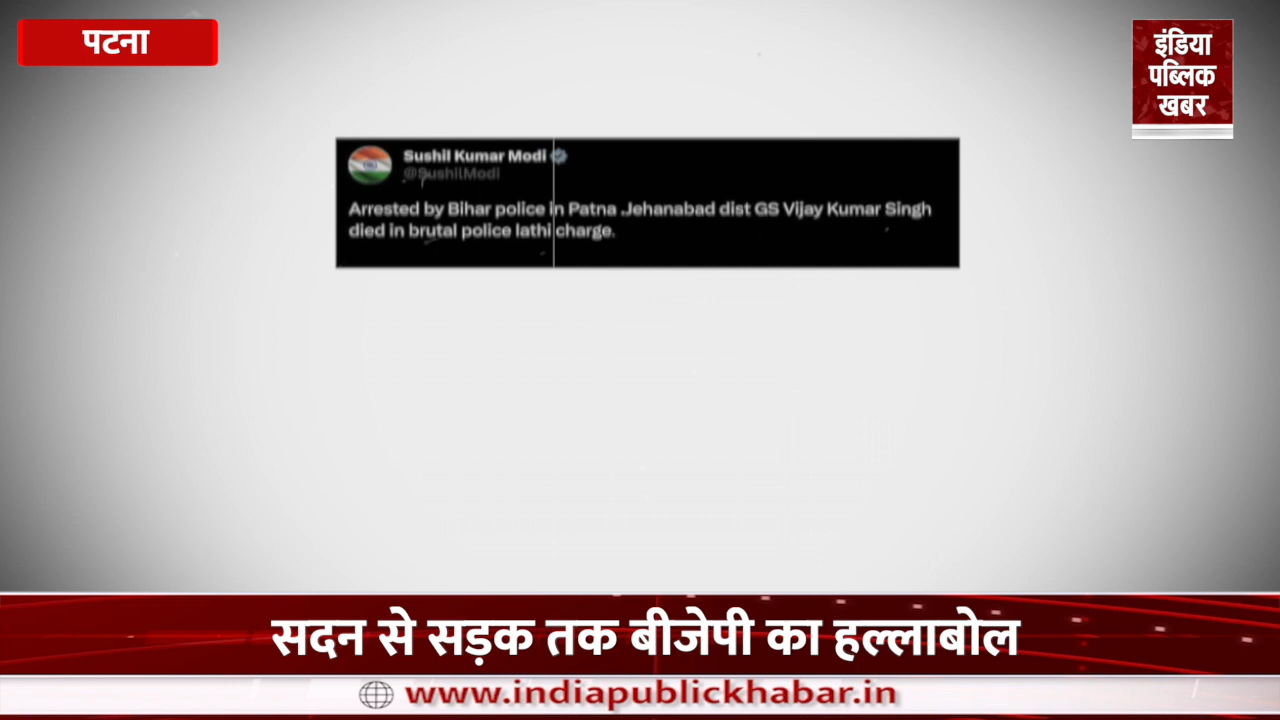 पटना
इंडिया
पब्लिक
खबर
Sushil Kumar Modi
@SushilModi
Arrested by Bihar police in Patna .Jehanabad dist GS Vijay Kumar Singh
died in brutal police lathi charge.
सदन से सड़क तक बीजेपी का हल्लाबोल
www.indiapublickhabar.in